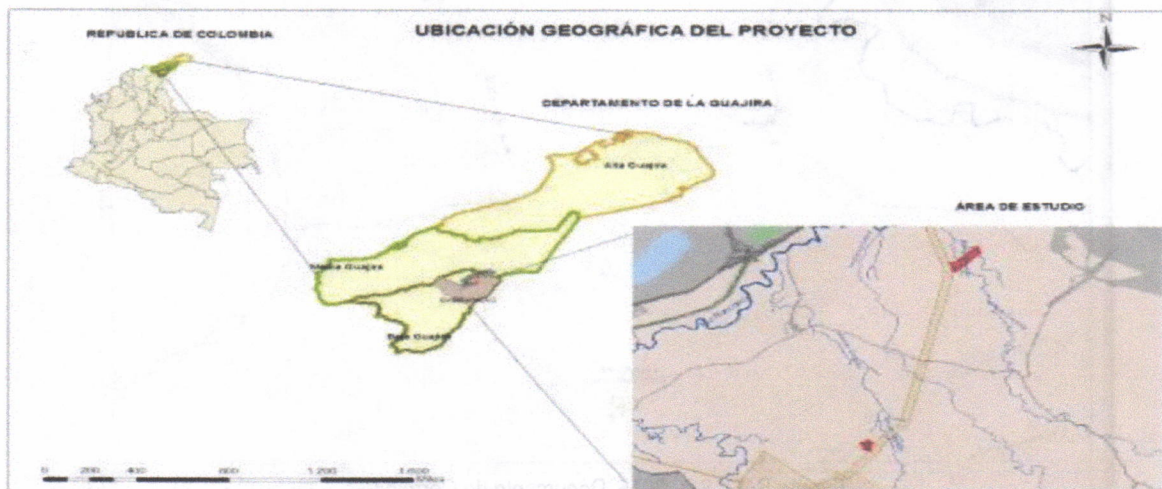 UBICACIÓN GEOGRÁFICA DEL PROYECTO
REPUBLICA DE COLOMBIA
N
DEPARTAMENTO DE LA GUAJIRA
Alta Guajira
ÁREA DE ESTUDIO
Media Guajira
Baja Guajira
0 200 400 800 1.200 1.600